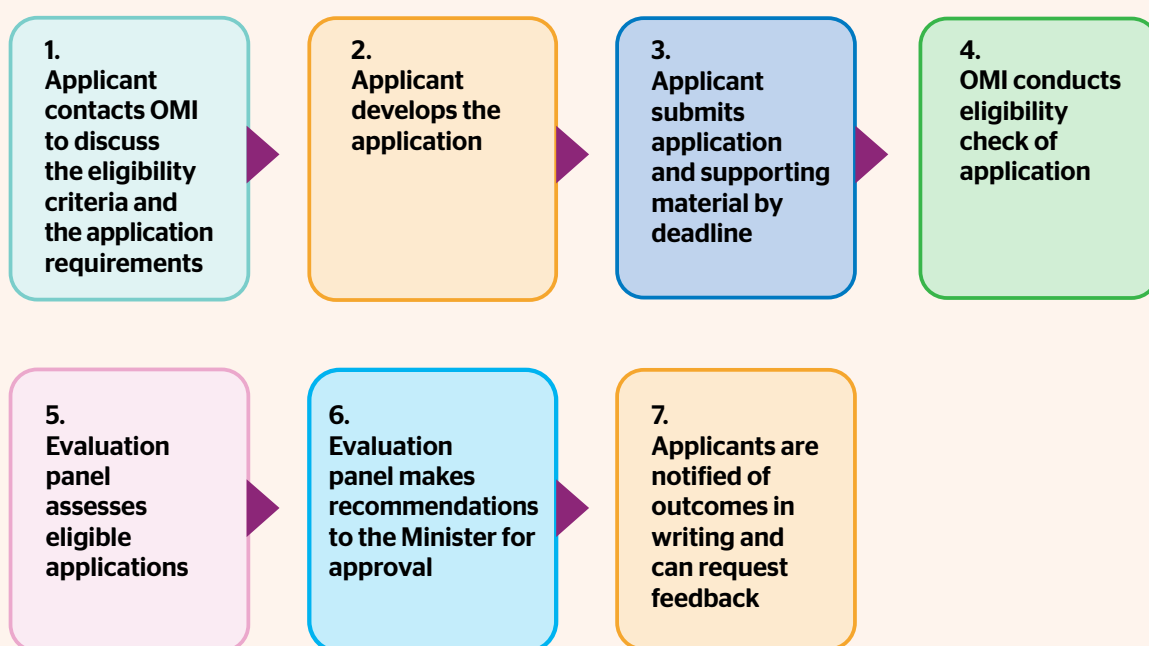 1.
Applicant
contacts OMI
to discuss
the eligibility
criteria and
the application
requirements
2.
Applicant
develops the
application
3.
Applicant
submits
application
and supporting
material by
deadline
4.
OMI conducts
eligibility
check of
application
5.
Evaluation
panel
assesses
eligible
applications
6.
Evaluation
panel makes
recommendations
to the Minister for
approval
7.
Applicants are
notified of
outcomes in
writing and
can request
feedback